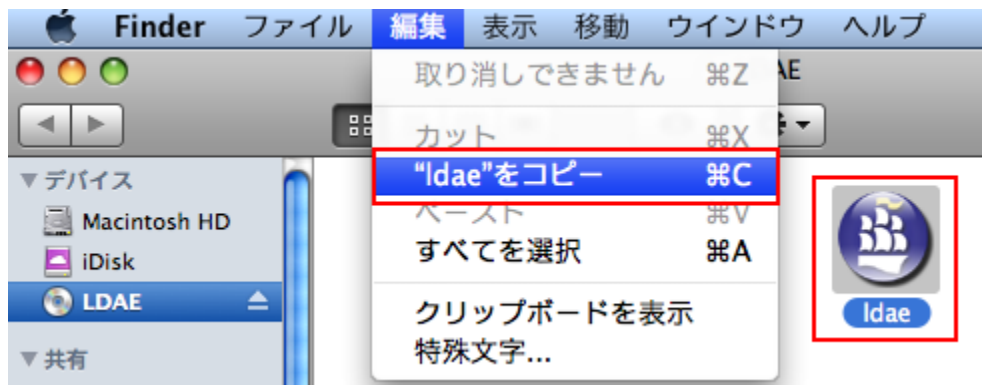 Finder ファイル 編集 表示 移動 ウインドウ ヘルプ
AE
取り消しできません ⌘Z
カット ⌘X
“ldae”をコピー ⌘C
ペースト ⌘V
すべてを選択 ⌘A
クリップボードを表示
特殊文字...
デバイス
Macintosh HD
iDisk
LDAE
共有
ldae